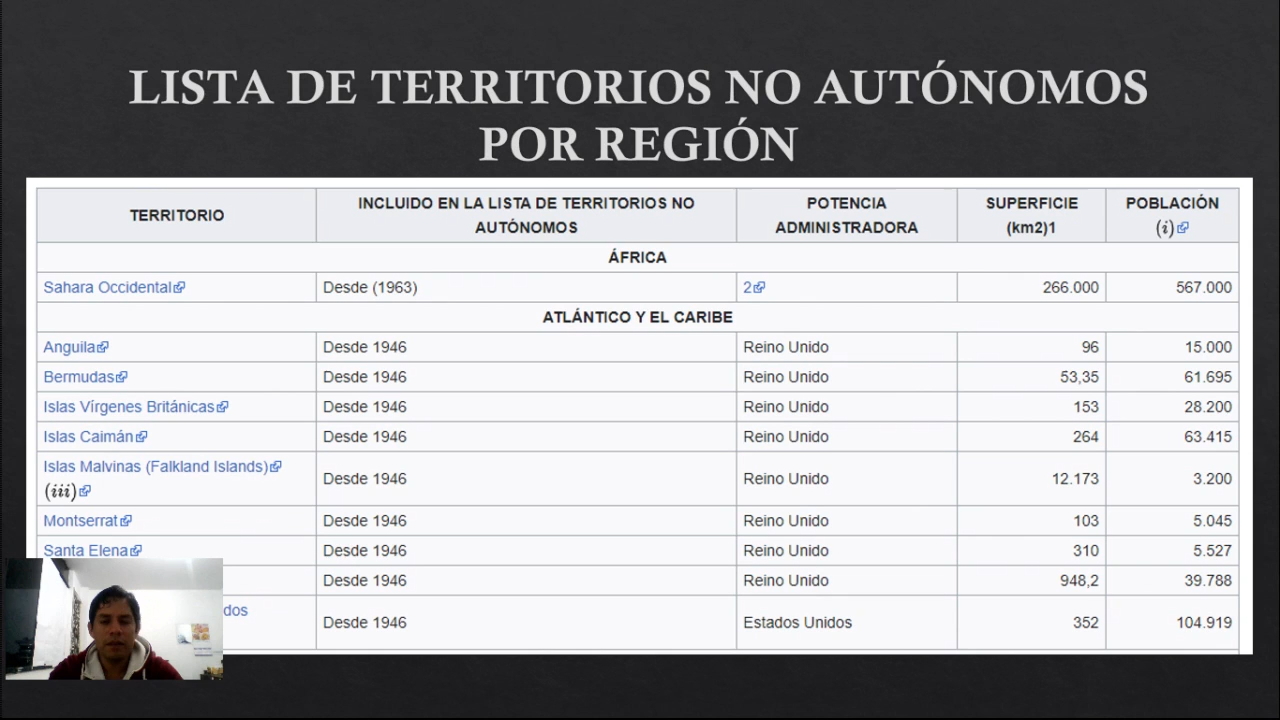 LISTA DE TERRITORIOS NO AUTÓNOMOS
POR REGIÓN
TERRITORIO INCLUIDO EN LA LISTA DE TERRITORIOS NO AUTÓNOMOS POTENCIA ADMINISTRADORA SUPERFICIE (km2)1 POBLACIÓN (i)
ÁFRICA
Sahara Occidental Desde (1963) 2 266.000 567.000
ATLÁNTICO Y EL CARIBE
Anguila Desde 1946 Reino Unido 96 15.000
Bermudas Desde 1946 Reino Unido 53,35 61.695
Islas Vírgenes Británicas Desde 1946 Reino Unido 153 28.200
Islas Caimán Desde 1946 Reino Unido 264 63.415
Islas Malvinas (Falkland Islands) (iii) Desde 1946 Reino Unido 12.173 3.200
Montserrat Desde 1946 Reino Unido 103 5.045
Santa Elena Desde 1946 Reino Unido 310 5.527
Desde 1946 Reino Unido 948,2 39.788
dos Desde 1946 Estados Unidos 352 104.919